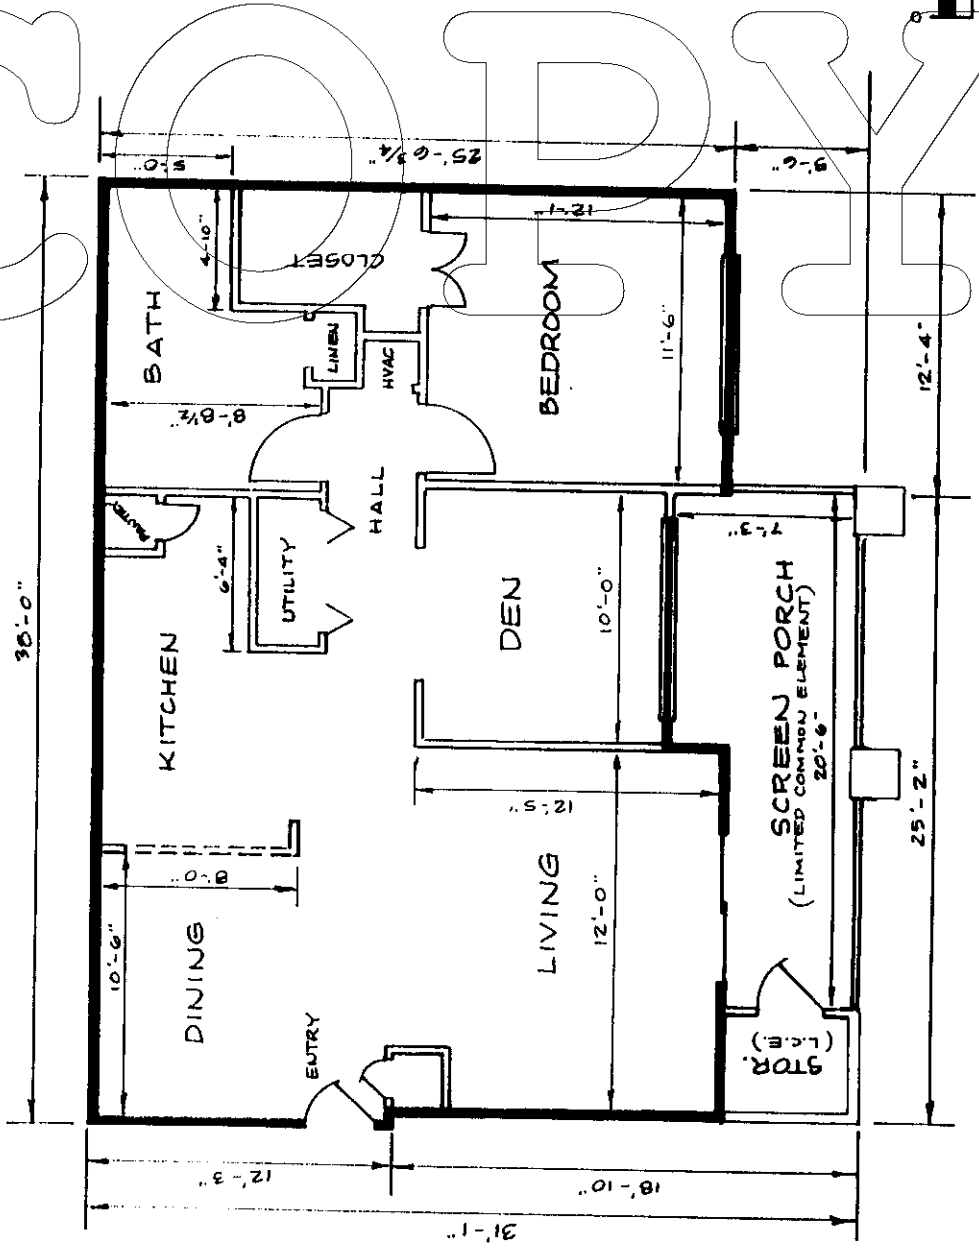 COPY
0
38'-0"
25'-6 3/4"
5'-0"
5'-6"
4'-10"
12'-1"
CLOSET
BATH
LINEN
HVAC
BEDROOM
11'-6"
12'-4"
8'-8 1/2"
HALL
PANTRY
6'-4"
UTILITY
KITCHEN
DEN
10'-0"
7'-3"
SCREEN PORCH
(LIMITED COMMON ELEMENT)
20'-6"
25'-2"
8'-0"
10'-6"
DINING
12'-5"
LIVING
12'-0"
ENTRY
STOR.
(L.C.E.)
12'-3"
18'-10"
31'-1"